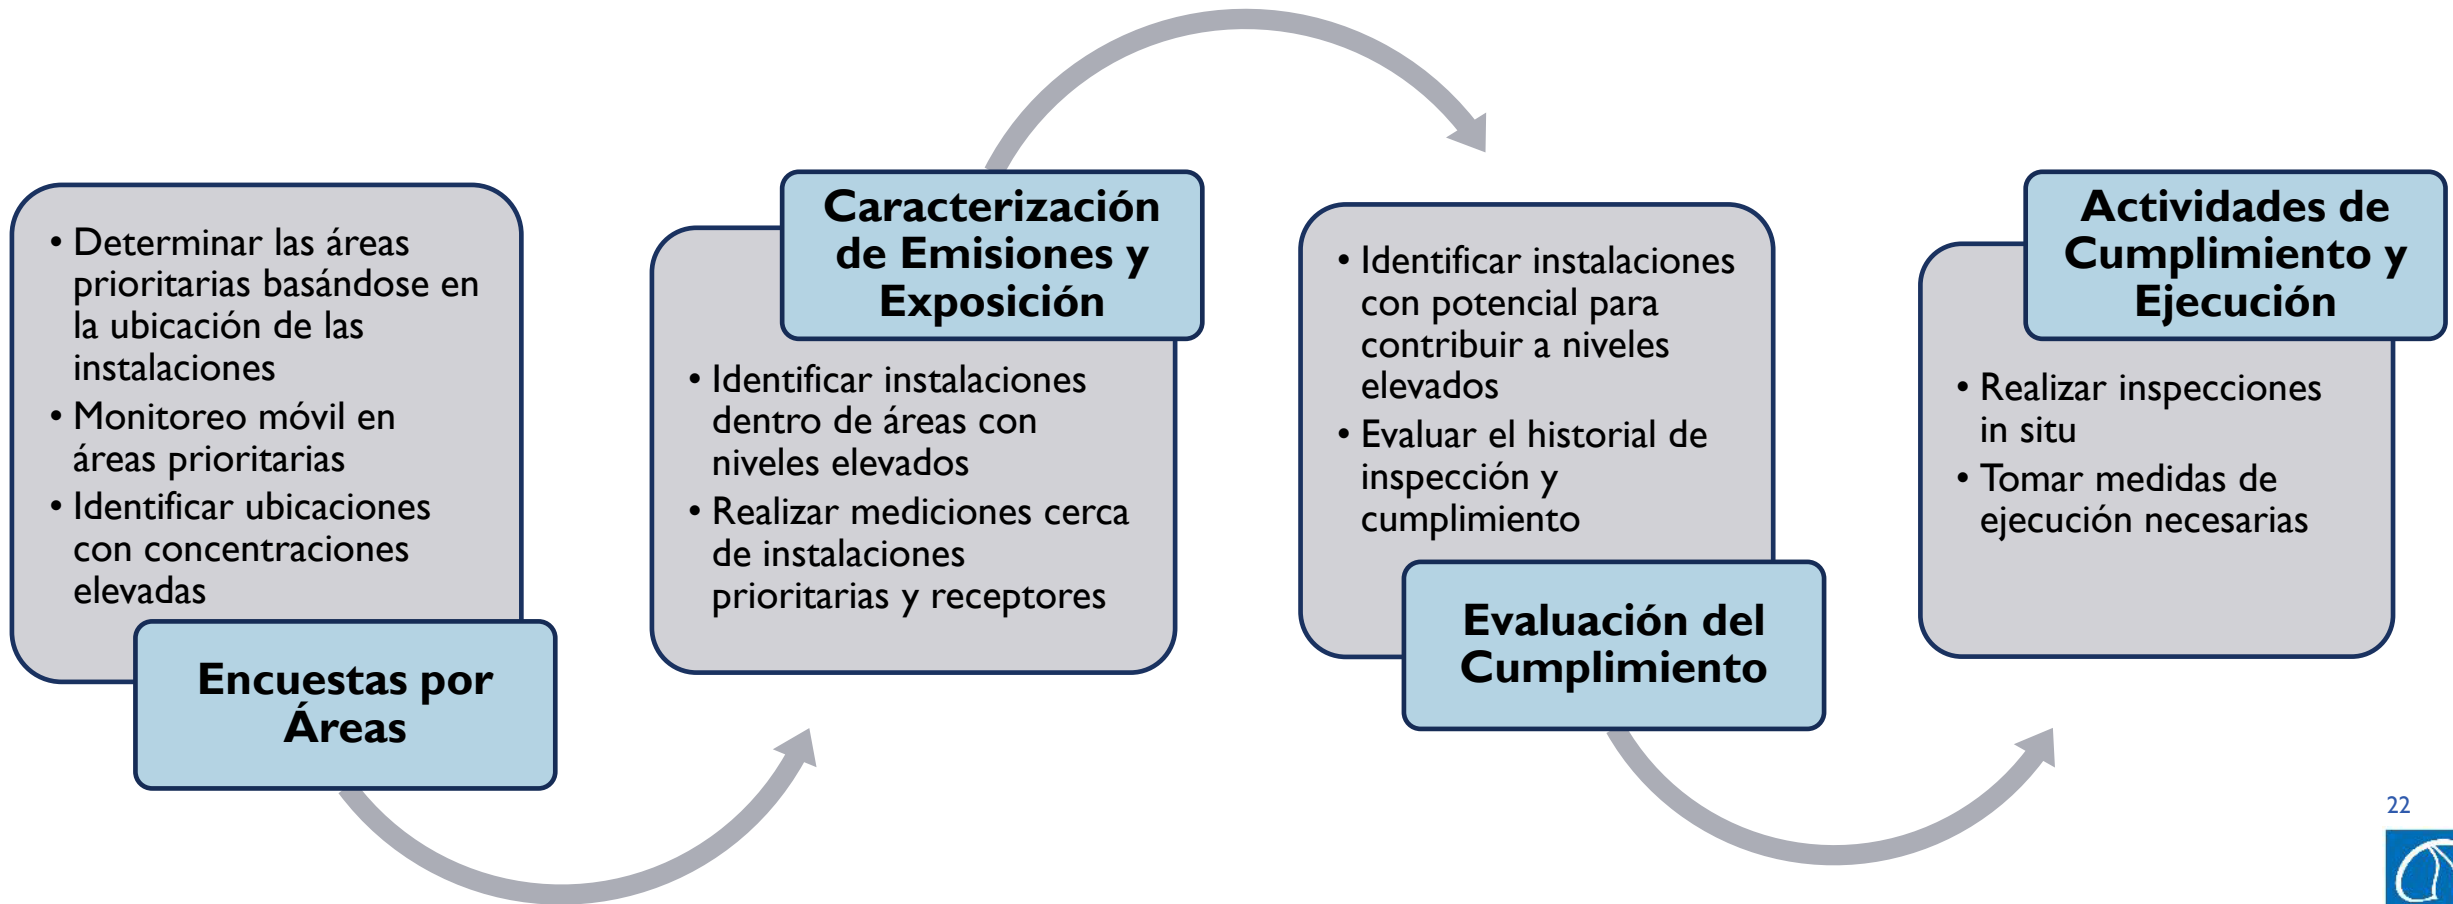 • Determinar las áreas
prioritarias basándose en
la ubicación de las
instalaciones
• Monitoreo móvil en
áreas prioritarias
• Identificar ubicaciones
con concentraciones
elevadas
Encuestas por
Áreas
Caracterización
de Emisiones y
Exposición
• Identificar instalaciones
dentro de áreas con
niveles elevados
• Realizar mediciones cerca
de instalaciones
prioritarias y receptores
• Identificar instalaciones
con potencial para
contribuir a niveles
elevados
• Evaluar el historial de
inspección y
cumplimiento
Evaluación del
Cumplimiento
Actividades de
Cumplimiento y
Ejecución
• Realizar inspecciones
in situ
• Tomar medidas de
ejecución necesarias
22